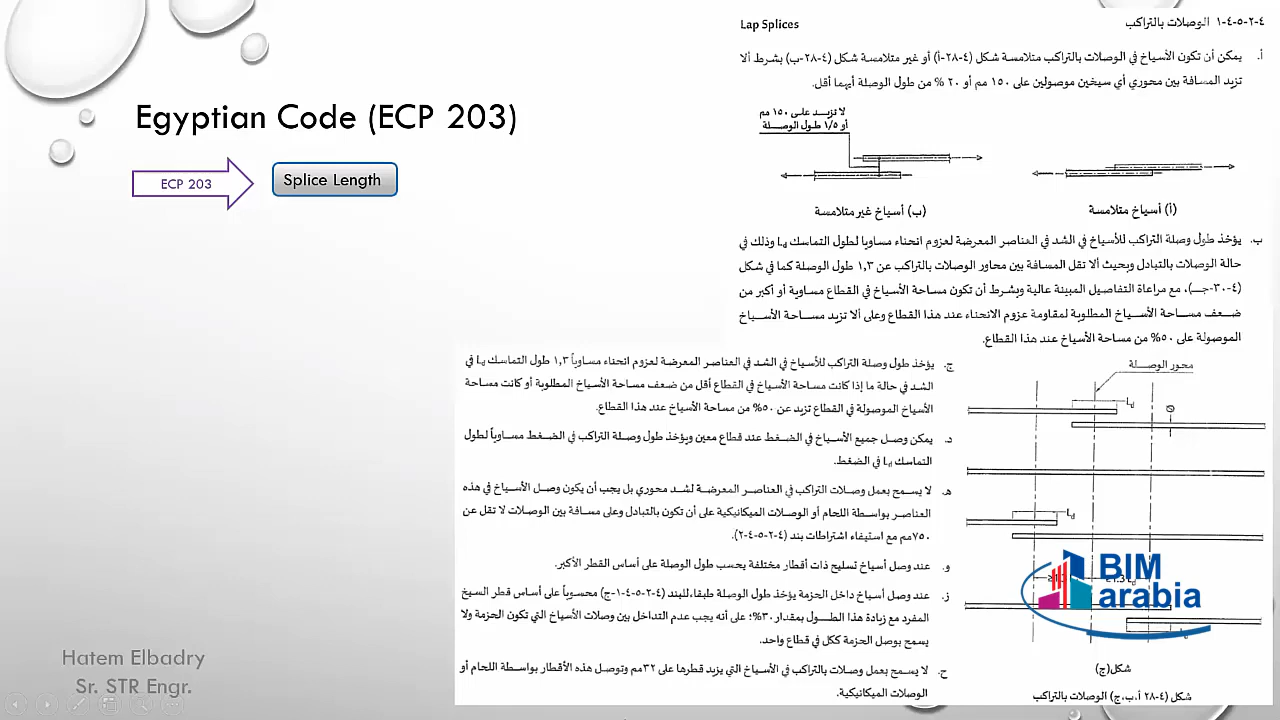 Egyptian Code (ECP 203)
ECP 203
Splice Length
٤-٢-٥-٤-١ الوصلات بالتراكب
Lap Splices
أ. يمكن أن تكون الأسياخ في الوصلات بالتراكب متلامسة شكل (٤-٢٨-أ) أو غير متلامسة شكل (٤-٢٨-ب) بشرط ألا
تزيد المسافة بين محوري أي سيخين موصولين على ١٥٠ مم أو ٢٠ % من طول الوصلة أيهما أقل.
لا تزيد على ١٥٠ مم
أو ١/٥ طول الوصلة
(أ) أسياخ متلامسة
(ب) أسياخ غير متلامسة
ب. يؤخذ طول وصلة التراكب للأسياخ في الشد في العناصر المعرضة لعزوم انحناء مساويا لطول التماسك Ld وذلك في
حالة الوصلات بالتبادل وبحيث ألا تقل المسافة بين محاور الوصلات بالتراكب عن ١,٣ طول الوصلة كما في شكل
(٤-٣٠-جـ)، مع مراعاة التفاصيل المبينة عالية وبشرط أن تكون مساحة الأسياخ في القطاع مساوية أو أكبر من
ضعف مساحة الأسياخ المطلوبة لمقاومة عزوم الانحناء عند هذا القطاع وعلى ألا تزيد مساحة الأسياخ
الموصولة على ٥٠% من مساحة الأسياخ عند هذا القطاع.
ج. يؤخذ طول وصلة التراكب للأسياخ في الشد في العناصر المعرضة لعزوم انحناء مساوياً ١,٣ طول التماسك Ld في
الشد في حالة ما إذا كانت مساحة الأسياخ في القطاع أقل من ضعف مساحة الأسياخ المطلوبة أو كانت مساحة
الأسياخ الموصولة في القطاع تزيد عن ٥٠% من مساحة الأسياخ عند هذا القطاع.
د. يمكن وصل جميع الأسياخ في الضغط عند قطاع معين ويؤخذ طول وصلة التراكب في الضغط مساوياً لطول
التماسك Ld في الضغط.
هـ. لا يسمح بعمل وصلات التراكب في العناصر المعرضة لشد محوري بل يجب أن يكون وصل الأسياخ في هذه
العناصر بواسطة اللحام أو الوصلات الميكانيكية على أن تكون بالتبادل وعلى مسافة بين الوصلات لا تقل عن
٧٥٠مم مع استيفاء اشتراطات بند (٤-٢-٥-٤-٢).
و. عند وصل أسياخ تسليح ذات أقطار مختلفة يحسب طول الوصلة على أساس القطر الأكبر.
ز. عند وصل أسياخ داخل الحزمة يؤخذ طول الوصلة طبقا،للبند (٤-٢-٥-٤-١-ج) محسوباً على أساس قطر السيخ
المفرد مع زيادة هذا الطول بمقدار ٣٠%؛ على أنه يجب عدم التداخل بين وصلات الأسياخ التي تكون الحزمة ولا
يسمح بوصل الحزمة ككل في قطاع واحد.
ح. لا يسمح بعمل وصلات بالتراكب في الأسياخ التي يزيد قطرها على ٣٢مم وتوصل هذه الأقطار بواسطة اللحام أو
الوصلات الميكانيكية.
محور الوصلة
Ld
Ø
Ld
BIM
arabia
شكل(ج)
شكل (٤-٢٨ أ،ب،ج) الوصلات بالتراكب
Hatem Elbadry
Sr. STR Engr.